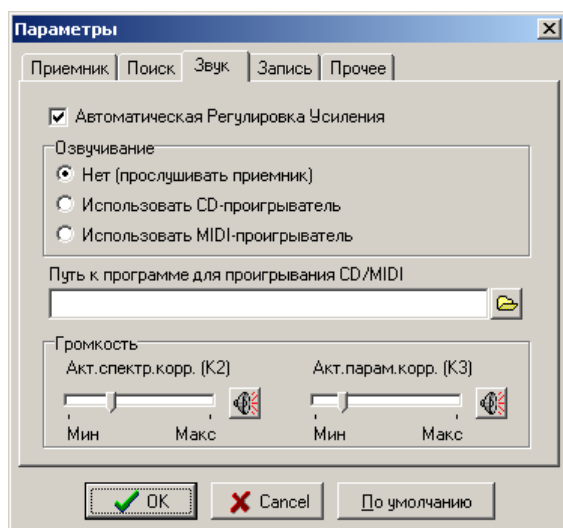 Параметры
Приемник Поиск Звук Запись Прочее
Автоматическая Регулировка Усиления
Озвучивание
Нет (прослушивать приемник)
Использовать CD-проигрыватель
Использовать MIDI-проигрыватель
Путь к программе для проигрывания CD/MIDI
Громкость
Акт.спектр.корр. (К2) Акт.парам.корр. (К3)
Мин Макс Мин Макс
OK Cancel По умолчанию